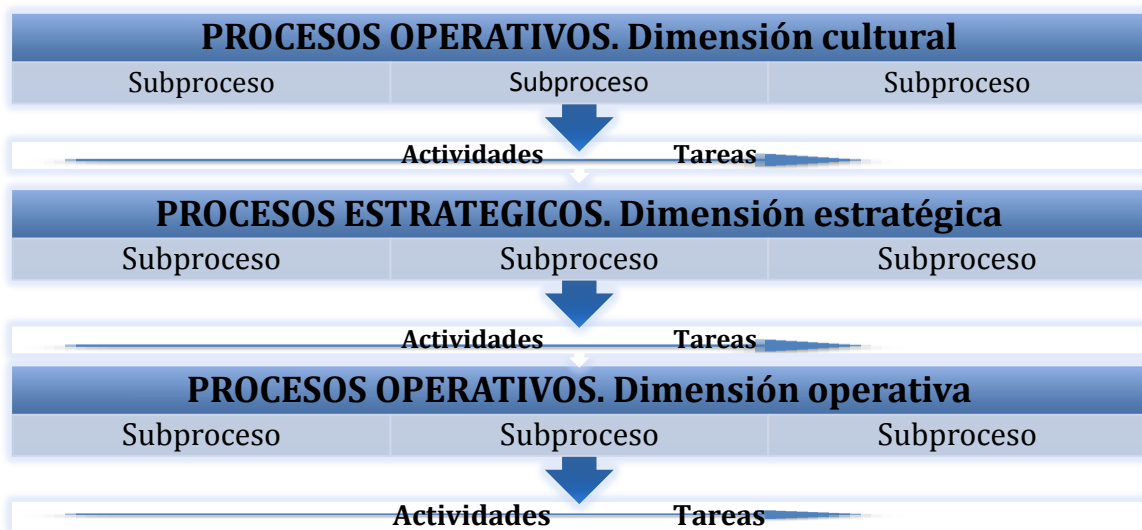 PROCESOS OPERATIVOS. Dimensión cultural
Subproceso Subproceso Subproceso
Actividades Tareas
PROCESOS ESTRATEGICOS. Dimensión estratégica
Subproceso Subproceso Subproceso
Actividades Tareas
PROCESOS OPERATIVOS. Dimensión operativa
Subproceso Subproceso Subproceso
Actividades Tareas